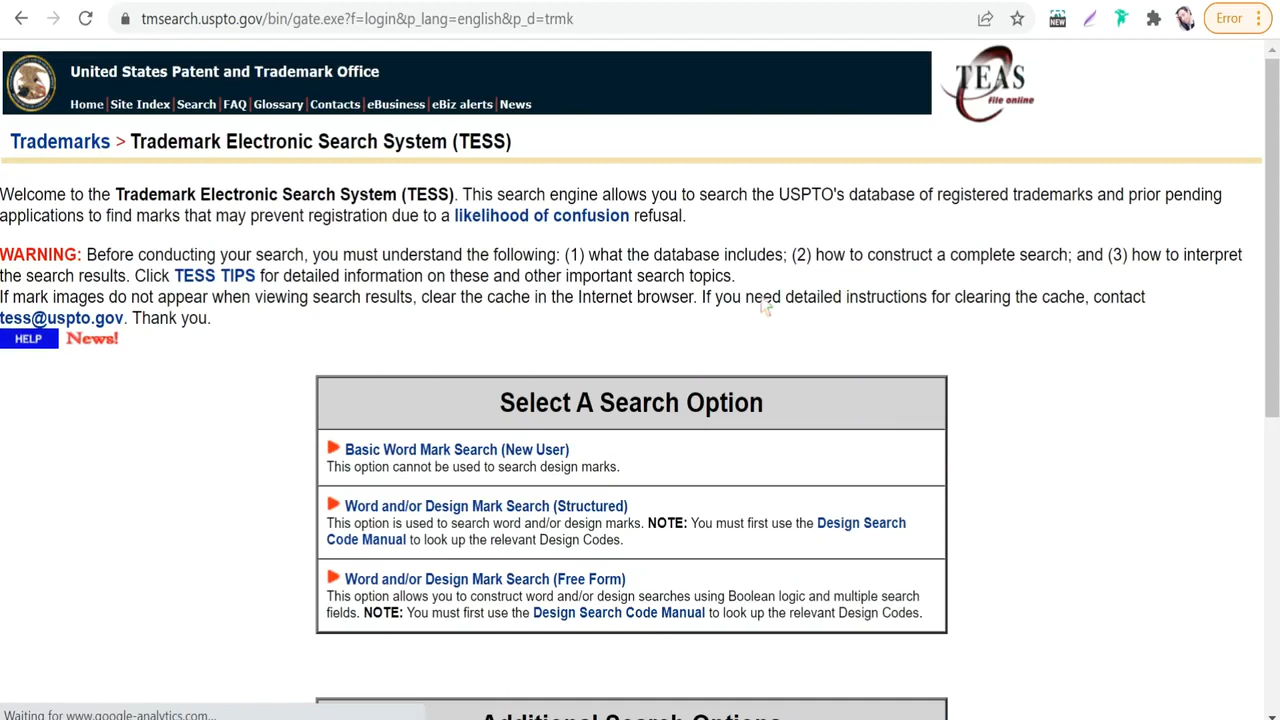 tmsearch.uspto.gov/bin/gate.exe?f=login&p_lang=english&p_d=trmk
NEW
Error
United States Patent and Trademark Office
Home|Site Index|Search|FAQ|Glossary|Contacts|eBusiness|eBiz alerts|News
TEAS
file online
Trademarks > Trademark Electronic Search System (TESS)
Welcome to the Trademark Electronic Search System (TESS). This search engine allows you to search the USPTO's database of registered trademarks and prior pending
applications to find marks that may prevent registration due to a likelihood of confusion refusal.
WARNING: Before conducting your search, you must understand the following: (1) what the database includes; (2) how to construct a complete search; and (3) how to interpret
the search results. Click TESS TIPS for detailed information on these and other important search topics.
If mark images do not appear when viewing search results, clear the cache in the Internet browser. If you need detailed instructions for clearing the cache, contact
tess@uspto.gov. Thank you.
HELP News!
Select A Search Option
Basic Word Mark Search (New User)
This option cannot be used to search design marks.
Word and/or Design Mark Search (Structured)
This option is used to search word and/or design marks. NOTE: You must first use the Design Search
Code Manual to look up the relevant Design Codes.
Word and/or Design Mark Search (Free Form)
This option allows you to construct word and/or design searches using Boolean logic and multiple search
fields. NOTE: You must first use the Design Search Code Manual to look up the relevant Design Codes.
Additional Search Options
Waiting for www.google-analytics.com...